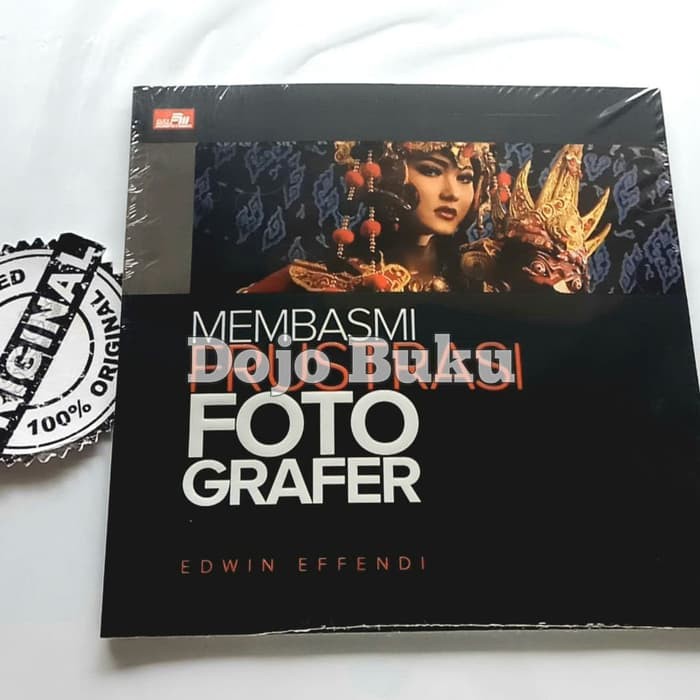 MEMBASMI
FRUSTRASI
FOTO
GRAFER
EDWIN EFFENDI
Dojo Buku
ORIGINAL
100% ORIGINAL